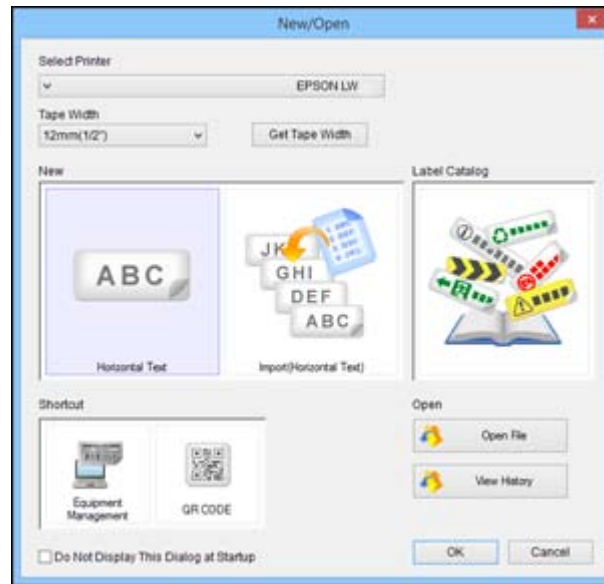 New/Open
Select Printer
EPSON LW
Tape Width
12mm(1/2")
Get Tape Width
New
Label Catalog
ABC
JK
GHI
DEF
ABC
Horizontal Text
Import(Horizontal Text)
Shortcut
Open
Open File
View History
Equipment
Management
QR CODE
Do Not Display This Dialog at Startup
OK
Cancel